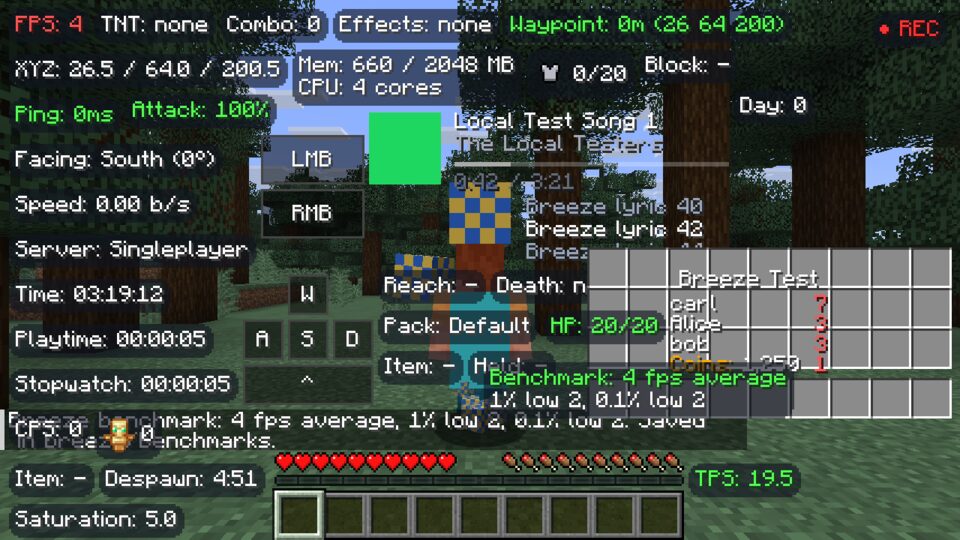 FPS: 4 TNT: none Combo: 0 Effects: none Waypoint: 0m (26 64 200)
REC
XYZ: 26.5 / 64.0 / 200.5
Mem: 660 / 2048 MB
CPU: 4 cores
0/20
Block: -
Day: 0
Ping: 0ms
Attack: 100%
Local Test Song 1
The Local Testers
0:42 / 3:21
Facing: South (0°)
LMB
RMB
Speed: 0.00 b/s
Breeze lyric 40
Breeze lyric 42
Breeze
Server: Singleplayer
Time: 03:19:12
W
A S D
^
Reach: - Death: n
Breeze Test
carl 7
Alice 3
bob 3
Coins: 1,250 1
Pack: Default
HP: 20/20
Playtime: 00:00:05
Item: - Held: -
Stopwatch: 00:00:05
Benchmark: 4 fps average
1% low 2, 0.1% low 2
Breeze benchmark: 4 fps average, 1% low 2, 0.1% low 2. Saved
in breeze benchmarks.
CPS: 0
0
Item: - Despawn: 4:51
TPS: 19.5
Saturation: 5.0